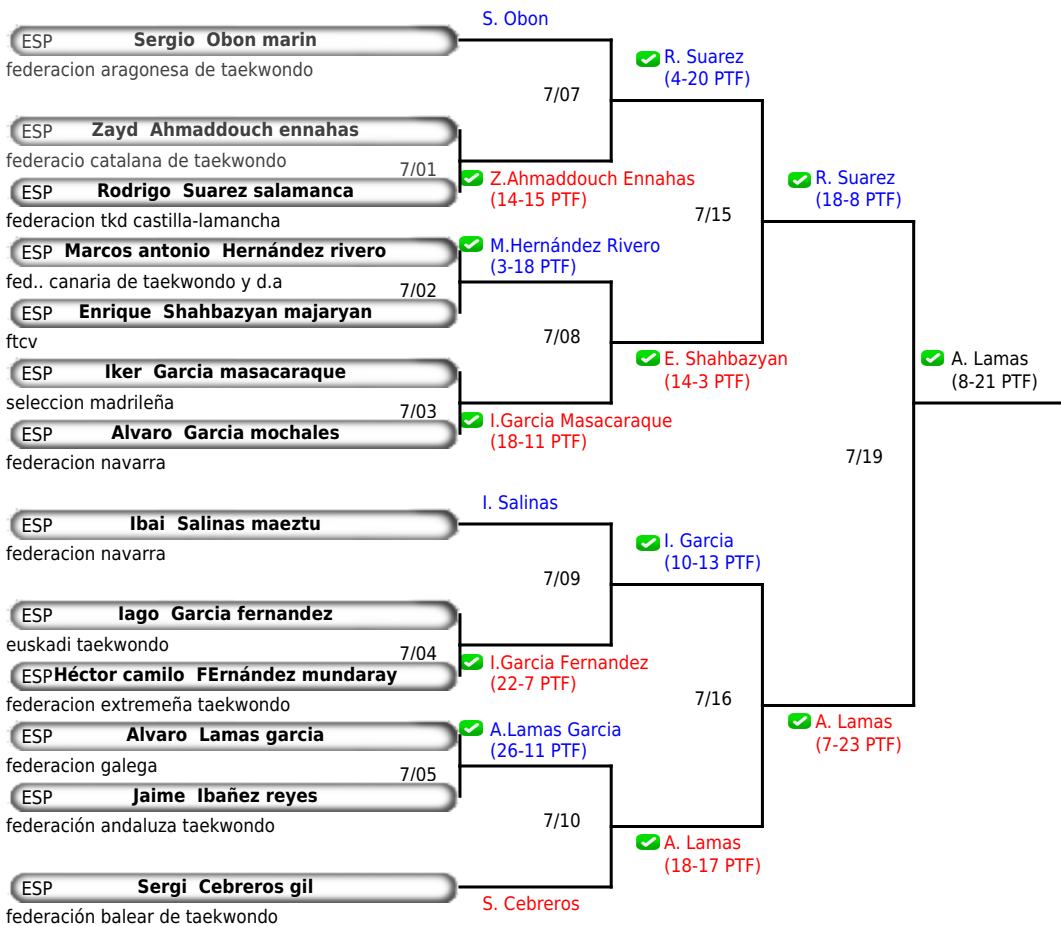 S. Obon
ESP Sergio Obon marin
federacion aragonesa de taekwondo
R. Suarez
(4-20 PTF)
7/07
ESP Zayd Ahmaddouch ennahas
federacio catalana de taekwondo
7/01
Z.Ahmaddouch Ennahas
(14-15 PTF)
R. Suarez
(18-8 PTF)
ESP Rodrigo Suarez salamanca
federacion tkd castilla-lamancha
7/15
ESP Marcos antonio Hernández rivero
M.Hernández Rivero
(3-18 PTF)
fed.. canaria de taekwondo y d.a
7/02
ESP Enrique Shahbazyan majaryan
ftcv
7/08
E. Shahbazyan
(14-3 PTF)
A. Lamas
(8-21 PTF)
ESP Iker Garcia masacaraque
seleccion madrileña
7/03
I.Garcia Masacaraque
(18-11 PTF)
ESP Alvaro Garcia mochales
federacion navarra
7/19
I. Salinas
ESP Ibai Salinas maeztu
federacion navarra
I. Garcia
(10-13 PTF)
7/09
ESP Iago Garcia fernandez
euskadi taekwondo
7/04
I.Garcia Fernandez
(22-7 PTF)
ESP Héctor camilo FErnández mundaray
federacion extremeña taekwondo
7/16
ESP Alvaro Lamas garcia
A.Lamas Garcia
(26-11 PTF)
A. Lamas
(7-23 PTF)
federacion galega
7/05
ESP Jaime Ibañez reyes
federación andaluza taekwondo
7/10
A. Lamas
(18-17 PTF)
ESP Sergi Cebreros gil
S. Cebreros
federación balear de taekwondo